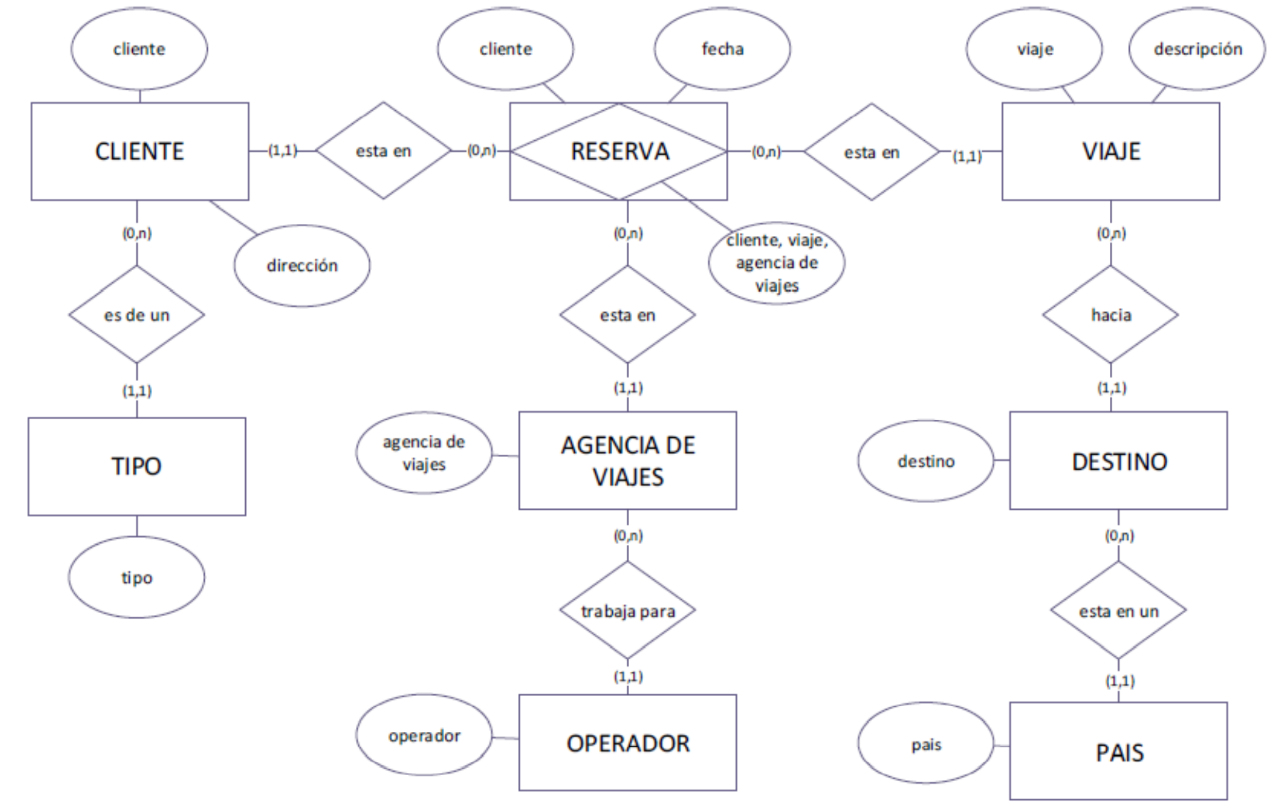 cliente
cliente
fecha
viaje
descripción
CLIENTE
(1,1)
esta en
(0,n)
RESERVA
(0,n)
esta en
(1,1)
VIAJE
(0,n)
dirección
(0,n)
cliente, viaje,
agencia de
viajes
(0,n)
es de un
esta en
hacia
(1,1)
(1,1)
(1,1)
TIPO
agencia de
viajes
AGENCIA DE
VIAJES
destino
DESTINO
tipo
(0,n)
(0,n)
trabaja para
esta en un
(1,1)
(1,1)
operador
OPERADOR
pais
PAIS